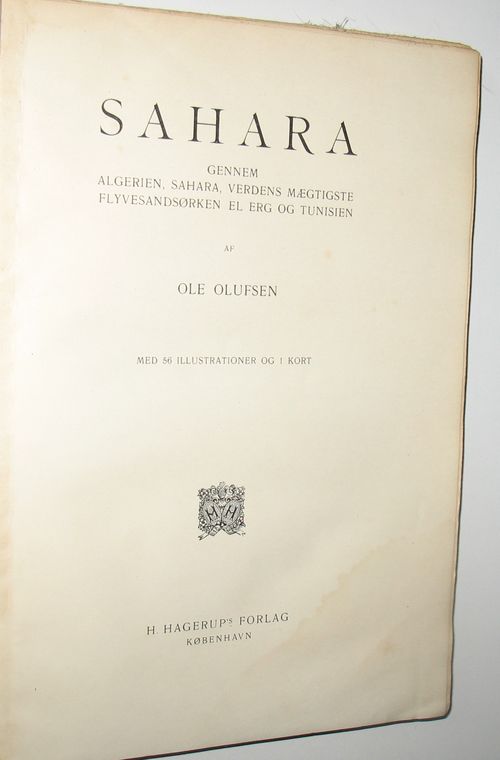 SAHARA
GENNEM
ALGERIEN, SAHARA, VERDENS MÆGTIGSTE
FLYVESANDSØRKEN EL ERG OG TUNISIEN
AF
OLE OLUFSEN
MED 56 ILLUSTRATIONER OG 1 KORT
H H
H. HAGERUP'S FORLAG
KØBENHAVN